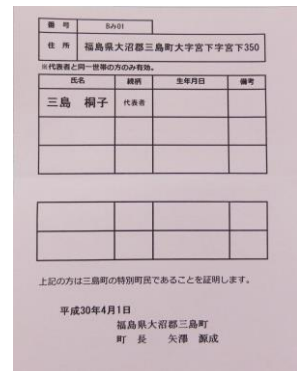 番 号 8み01
住 所 福島県大沼郡三島町大字宮下字宮下350
※代表者と同一世帯の方のみ有効。
氏名 続柄 生年月日 備考
三島 桐子 代表者
上記の方は三島町の特別町民であることを証明します。
平成30年4月1日
福島県大沼郡三島町
町 長 矢澤 源成